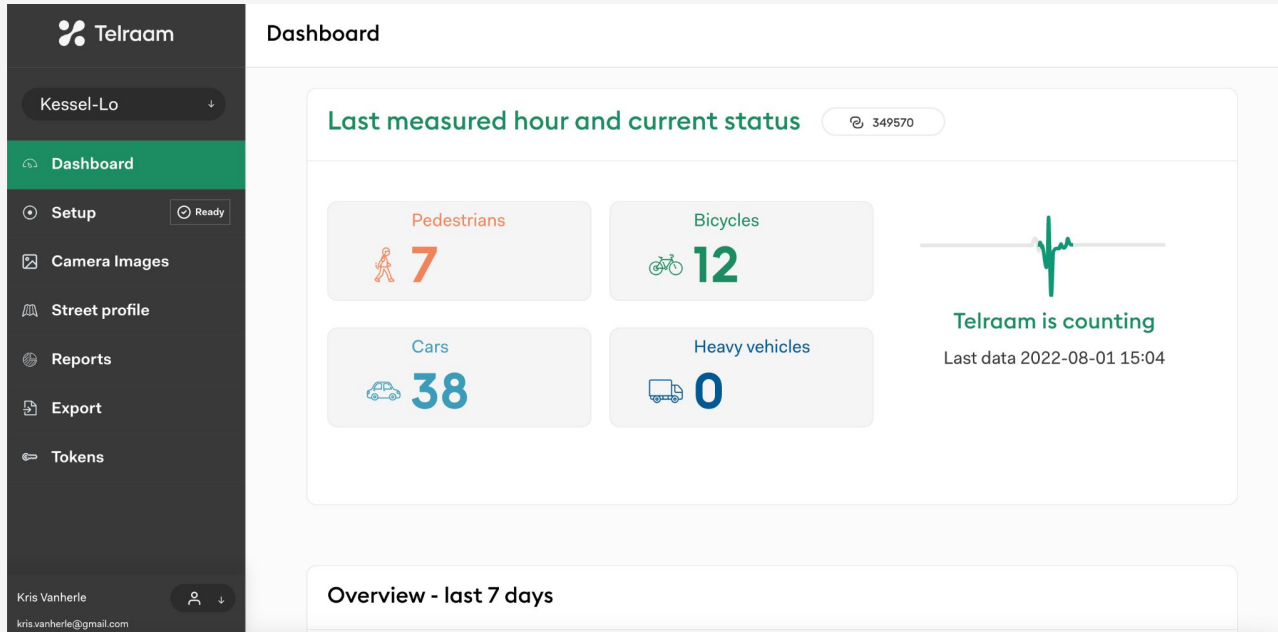 Telraam
Dashboard
Kessel-Lo
Dashboard
Setup
Ready
Camera Images
Street profile
Reports
Export
Tokens
Kris Vanherle
kris.vanherle@gmail.com
Last measured hour and current status
349570
Pedestrians
7
Bicycles
12
Cars
38
Heavy vehicles
0
Telraam is counting
Last data 2022-08-01 15:04
Overview - last 7 days